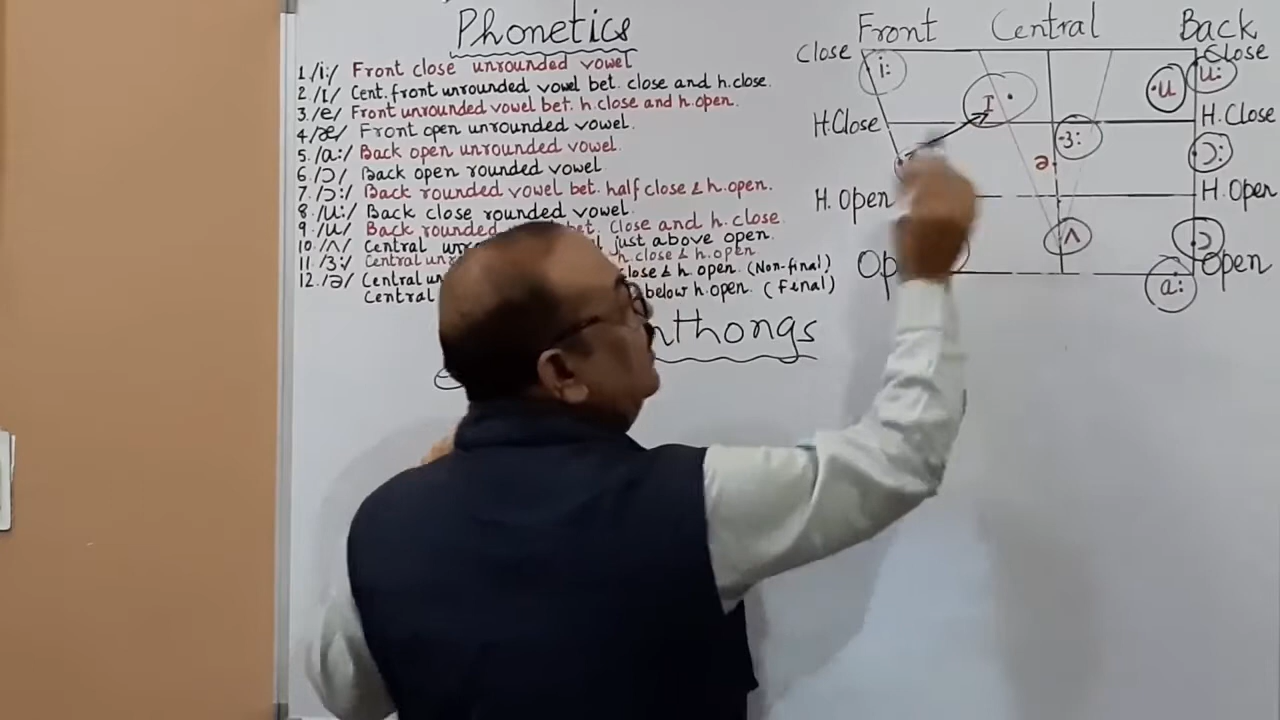 Phonetics
1. /i:/ Front close unrounded vowel
2. /I/ Cent. front unrounded vowel bet. close and h.close.
3. /e/ Front unrounded vowel bet. h.close and h.open.
4. /æ/ Front open unrounded vowel.
5. /a:/ Back open unrounded vowel.
6. /Ɔ/ Back open rounded vowel.
7. /Ɔ:/ Back rounded vowel bet. half close & h.open.
8. /u:/ Back close rounded vowel.
9. /u/ Back rounded bet. close and h.close.
10. /ʌ/ Central just above open.
11. /ɜ:/ Central h.close & h.open
12. /ə/ Central close & h.open. (Non-final)
Central below h.open. (final)
nthongs
Front Central Back
Close Close
i: I u u:
H.Close H.Close
ɜ: Ɔ:
ə
H. Open H. Open
ʌ Ɔ
Op Open
a: